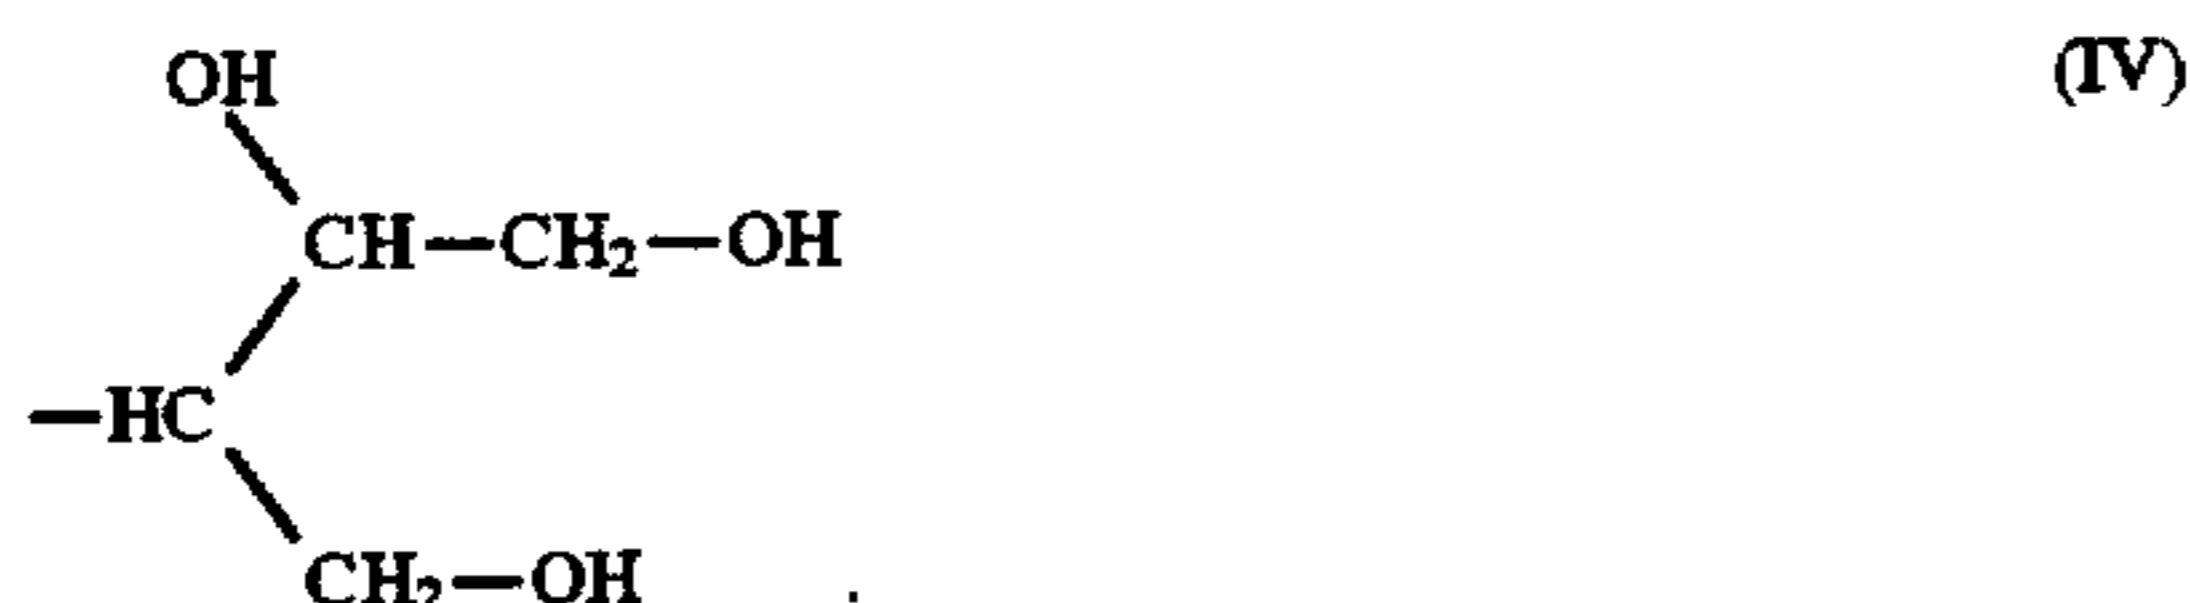 OH (IV)
CH—CH₂—OH
—HC
CH₂—OH .